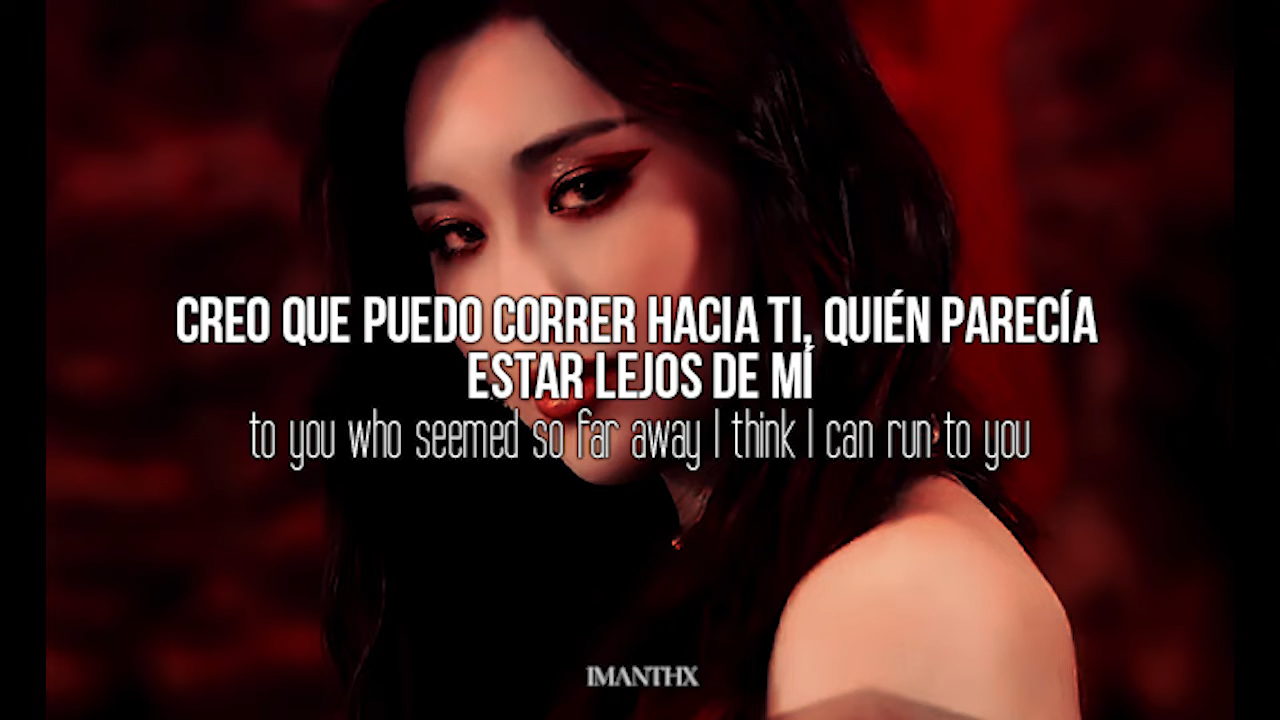 CREO QUE PUEDO CORRER HACIA TI, QUIÉN PARECÍA
ESTAR LEJOS DE MÍ
to you who seemed so far away I think I can run to you
IMANTHX